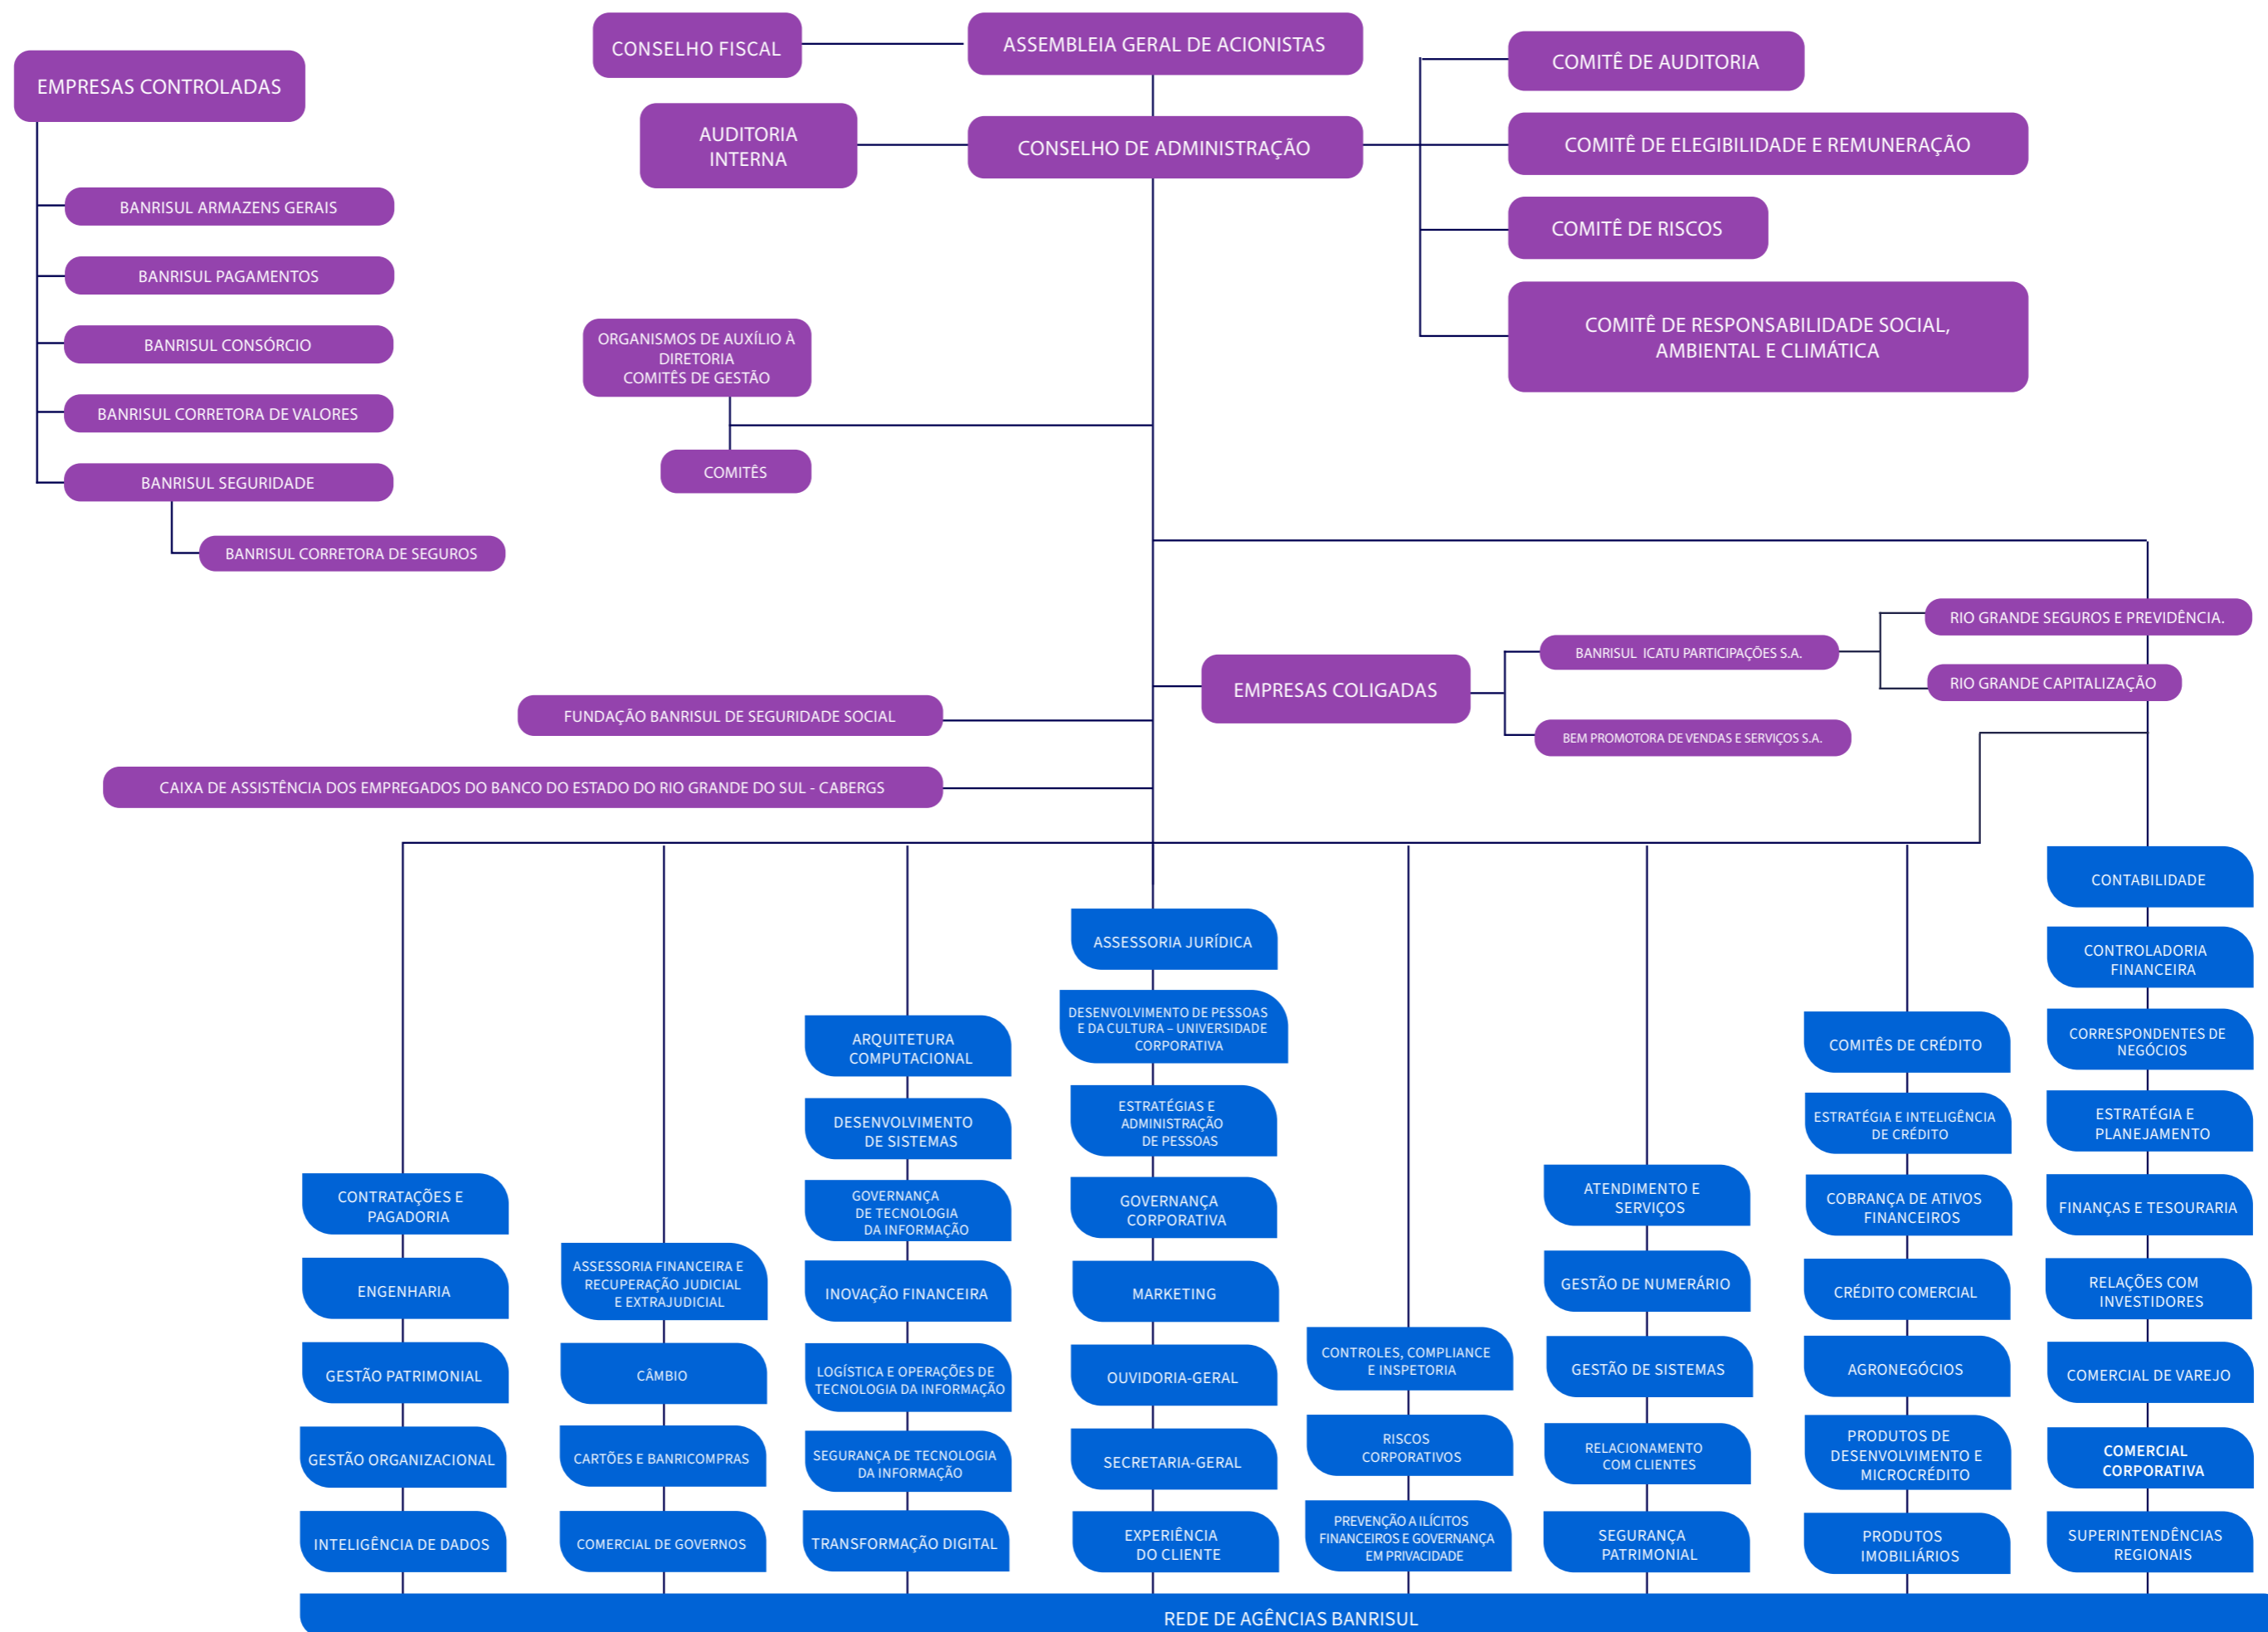 CONSELHO FISCAL
ASSEMBLEIA GERAL DE ACIONISTAS
EMPRESAS CONTROLADAS
AUDITORIA
INTERNA
CONSELHO DE ADMINISTRAÇÃO
COMITÊ DE AUDITORIA
COMITÊ DE ELEGIBILIDADE E REMUNERAÇÃO
COMITÊ DE RISCOS
COMITÊ DE RESPONSABILIDADE SOCIAL,
AMBIENTAL E CLIMÁTICA
BANRISUL ARMAZENS GERAIS
BANRISUL PAGAMENTOS
BANRISUL CONSÓRCIO
BANRISUL CORRETORA DE VALORES
BANRISUL SEGURIDADE
BANRISUL CORRETORA DE SEGUROS
ORGANISMOS DE AUXÍLIO À
DIRETORIA
COMITÊS DE GESTÃO
COMITÊS
EMPRESAS COLIGADAS
BANRISUL ICATU PARTICIPAÇÕES S.A.
BEM PROMOTORA DE VENDAS E SERVIÇOS S.A.
RIO GRANDE SEGUROS E PREVIDÊNCIA.
RIO GRANDE CAPITALIZAÇÃO
FUNDAÇÃO BANRISUL DE SEGURIDADE SOCIAL
CAIXA DE ASSISTÊNCIA DOS EMPREGADOS DO BANCO DO ESTADO DO RIO GRANDE DO SUL - CABERGS
CONTRATAÇÕES E
PAGADORIA
ENGENHARIA
GESTÃO PATRIMONIAL
GESTÃO ORGANIZACIONAL
INTELIGÊNCIA DE DADOS
ASSESSORIA FINANCEIRA E
RECUPERAÇÃO JUDICIAL
E EXTRAJUDICIAL
CÂMBIO
CARTÕES E BANRICOMPRAS
COMERCIAL DE GOVERNOS
ARQUITETURA
COMPUTACIONAL
DESENVOLVIMENTO
DE SISTEMAS
GOVERNANÇA
DE TECNOLOGIA
DA INFORMAÇÃO
INOVAÇÃO FINANCEIRA
LOGÍSTICA E OPERAÇÕES DE
TECNOLOGIA DA INFORMAÇÃO
SEGURANÇA DE TECNOLOGIA
DA INFORMAÇÃO
TRANSFORMAÇÃO DIGITAL
ASSESSORIA JURÍDICA
DESENVOLVIMENTO DE PESSOAS
E DA CULTURA – UNIVERSIDADE
CORPORATIVA
ESTRATÉGIAS E
ADMINISTRAÇÃO
DE PESSOAS
GOVERNANÇA
CORPORATIVA
MARKETING
OUVIDORIA-GERAL
SECRETARIA-GERAL
EXPERIÊNCIA
DO CLIENTE
CONTROLES, COMPLIANCE
E INSPETORIA
RISCOS
CORPORATIVOS
PREVENÇÃO A ILÍCITOS
FINANCEIROS E GOVERNANÇA
EM PRIVACIDADE
ATENDIMENTO E
SERVIÇOS
GESTÃO DE NUMERÁRIO
GESTÃO DE SISTEMAS
RELACIONAMENTO
COM CLIENTES
SEGURANÇA
PATRIMONIAL
COMITÊS DE CRÉDITO
ESTRATÉGIA E INTELIGÊNCIA
DE CRÉDITO
COBRANÇA DE ATIVOS
FINANCEIROS
CRÉDITO COMERCIAL
AGRONEGÓCIOS
PRODUTOS DE
DESENVOLVIMENTO E
MICROCRÉDITO
PRODUTOS
IMOBILIÁRIOS
CONTABILIDADE
CONTROLADORIA
FINANCEIRA
CORRESPONDENTES DE
NEGÓCIOS
ESTRATÉGIA E
PLANEJAMENTO
FINANÇAS E TESOURARIA
RELAÇÕES COM
INVESTIDORES
COMERCIAL DE VAREJO
COMERCIAL
CORPORATIVA
SUPERINTENDÊNCIAS
REGIONAIS
REDE DE AGÊNCIAS BANRISUL